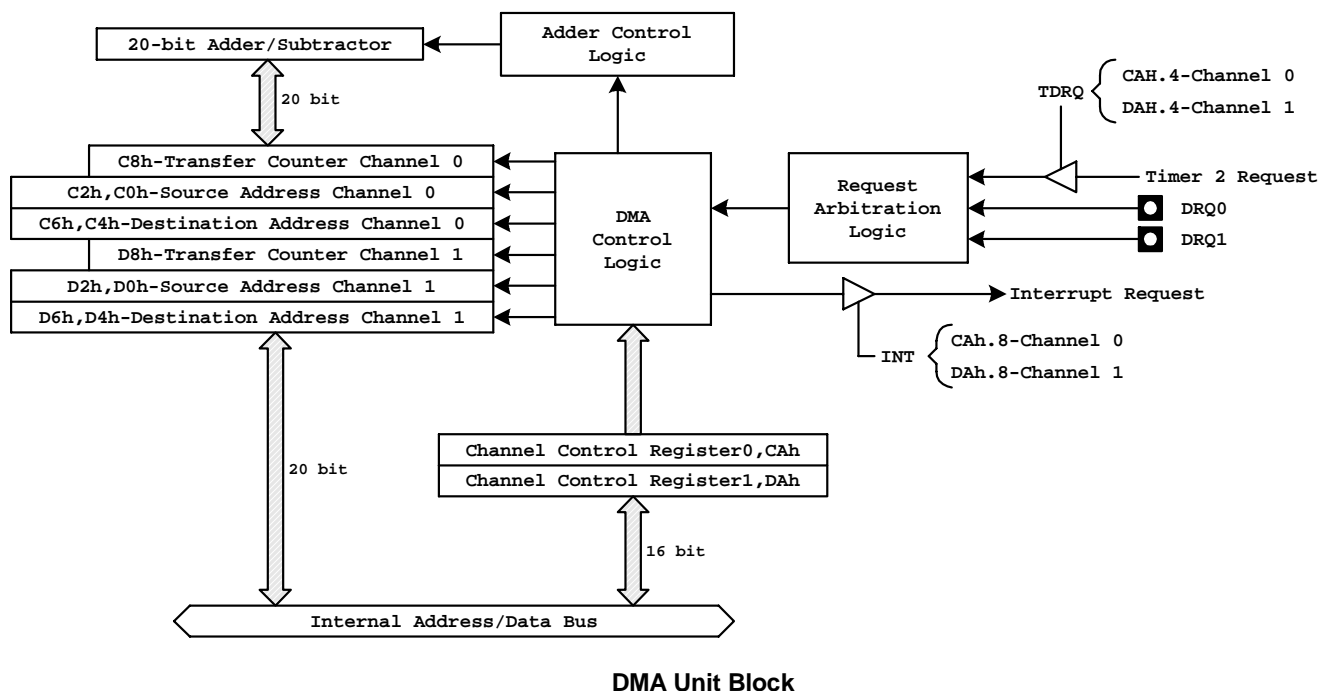 20-bit Adder/Subtractor
Adder Control
Logic
20 bit
TDRQ
CAH.4-Channel 0
DAH.4-Channel 1
C8h-Transfer Counter Channel 0
C2h,C0h-Source Address Channel 0
C6h,C4h-Destination Address Channel 0
D8h-Transfer Counter Channel 1
D2h,D0h-Source Address Channel 1
D6h,D4h-Destination Address Channel 1
DMA
Control
Logic
Request
Arbitration
Logic
Timer 2 Request
DRQ0
DRQ1
Interrupt Request
INT
CAh.8-Channel 0
DAh.8-Channel 1
Channel Control Register0,CAh
Channel Control Register1,DAh
20 bit
16 bit
Internal Address/Data Bus
DMA Unit Block